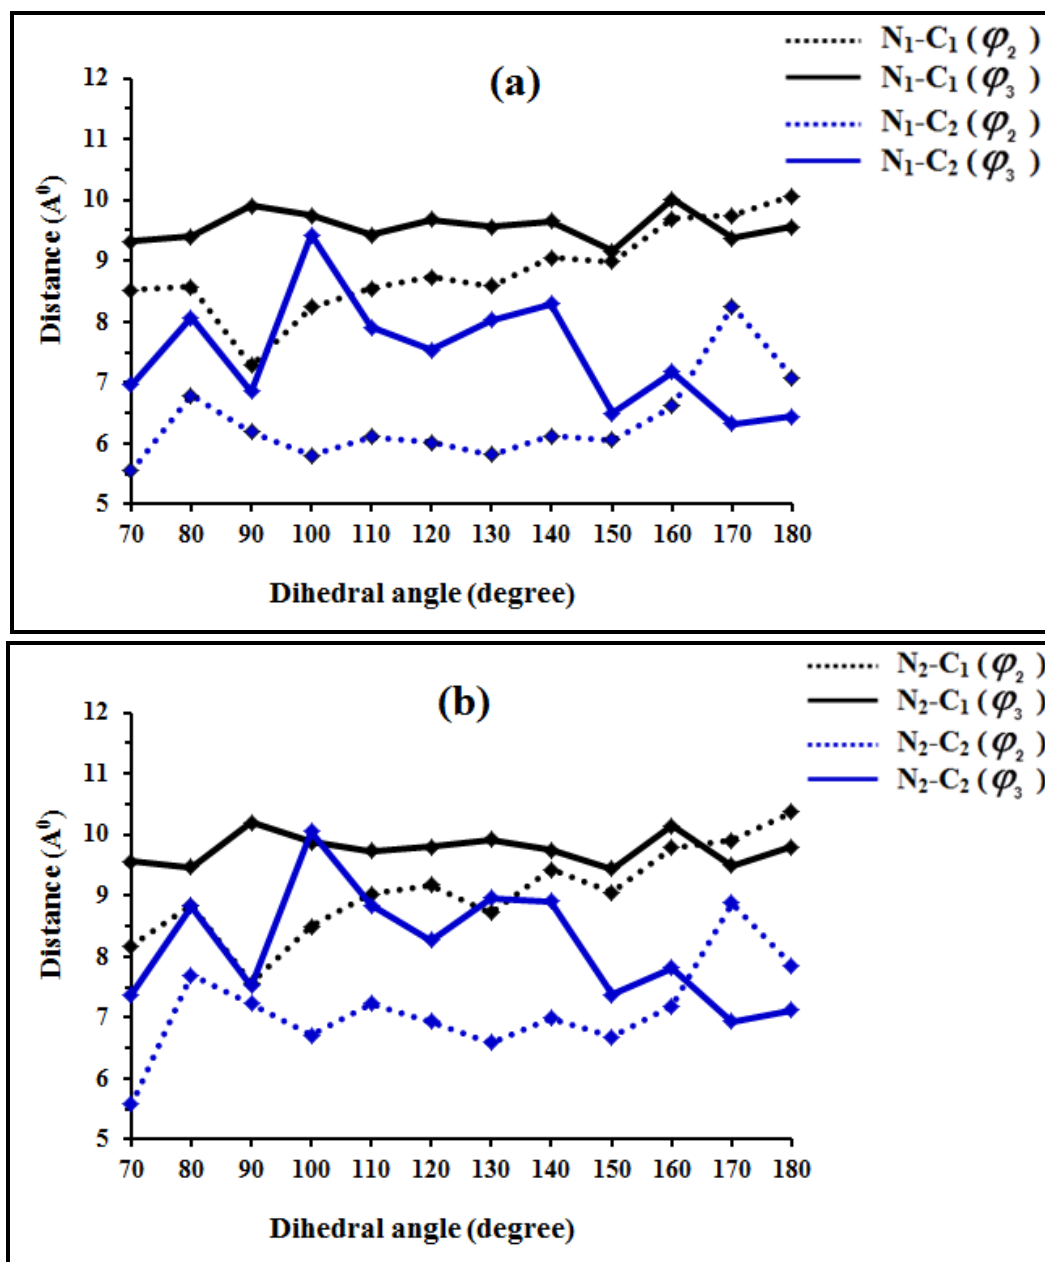 (a)
N₁-C₁ (φ₂ )
N₁-C₁ (φ₃ )
N₁-C₂ (φ₂ )
N₁-C₂ (φ₃ )
Distance (A⁰)
12
11
10
9
8
7
6
5
70 80 90 100 110 120 130 140 150 160 170 180
Dihedral angle (degree)
(b)
N₂-C₁ (φ₂ )
N₂-C₁ (φ₃ )
N₂-C₂ (φ₂ )
N₂-C₂ (φ₃ )
Distance (A⁰)
12
11
10
9
8
7
6
5
70 80 90 100 110 120 130 140 150 160 170 180
Dihedral angle (degree)